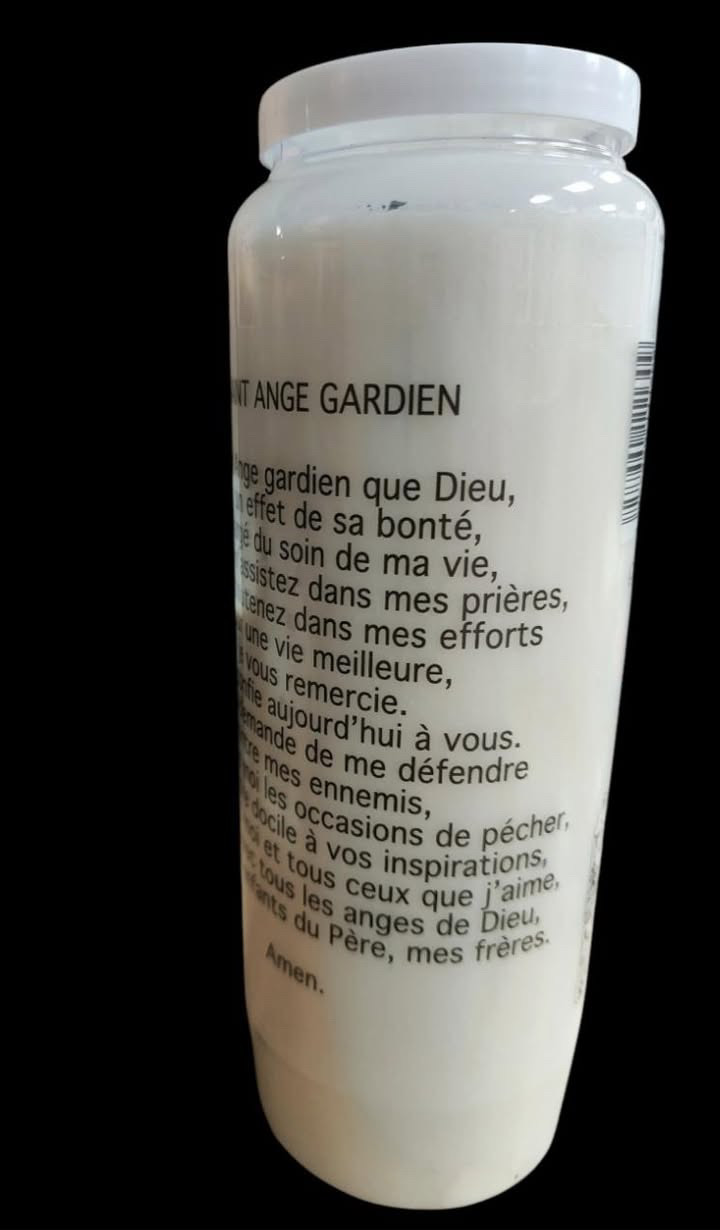 ANGE GARDIEN
gardien que Dieu,
effet de sa bonté,
du soin de ma vie,
assistez dans mes prières,
dans mes efforts
une vie meilleure,
vous remercie.
aujourd'hui à vous.
de me défendre
mes ennemis,
les occasions de pécher,
docile à vos inspirations,
et tous ceux que j'aime,
tous les anges de Dieu,
du Père, mes frères.
Amen.